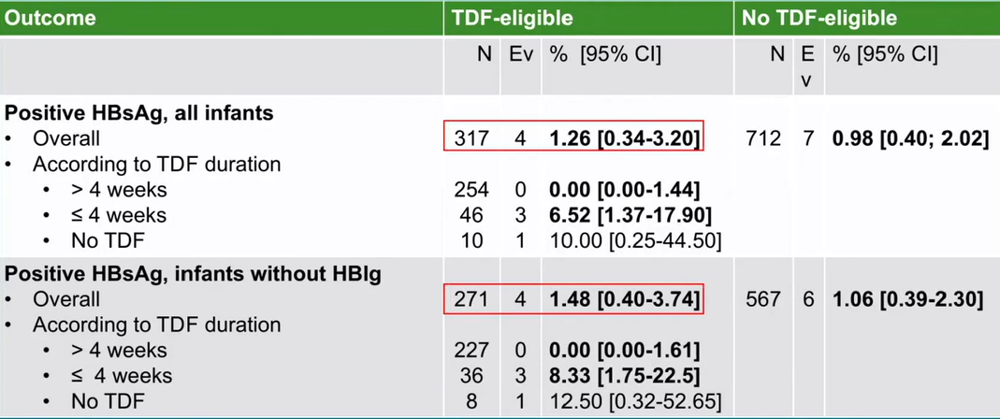 Outcome TDF-eligible No TDF-eligible
N Ev % [95% CI] N E v % [95% CI]
Positive HBsAg, all infants
• Overall 317 4 1.26 [0.34-3.20] 712 7 0.98 [0.40; 2.02]
• According to TDF duration
• > 4 weeks 254 0 0.00 [0.00-1.44]
• ≤ 4 weeks 46 3 6.52 [1.37-17.90]
• No TDF 10 1 10.00 [0.25-44.50]
Positive HBsAg, infants without HBIg
• Overall 271 4 1.48 [0.40-3.74] 567 6 1.06 [0.39-2.30]
• According to TDF duration
• > 4 weeks 227 0 0.00 [0.00-1.61]
• ≤ 4 weeks 36 3 8.33 [1.75-22.5]
• No TDF 8 1 12.50 [0.32-52.65]